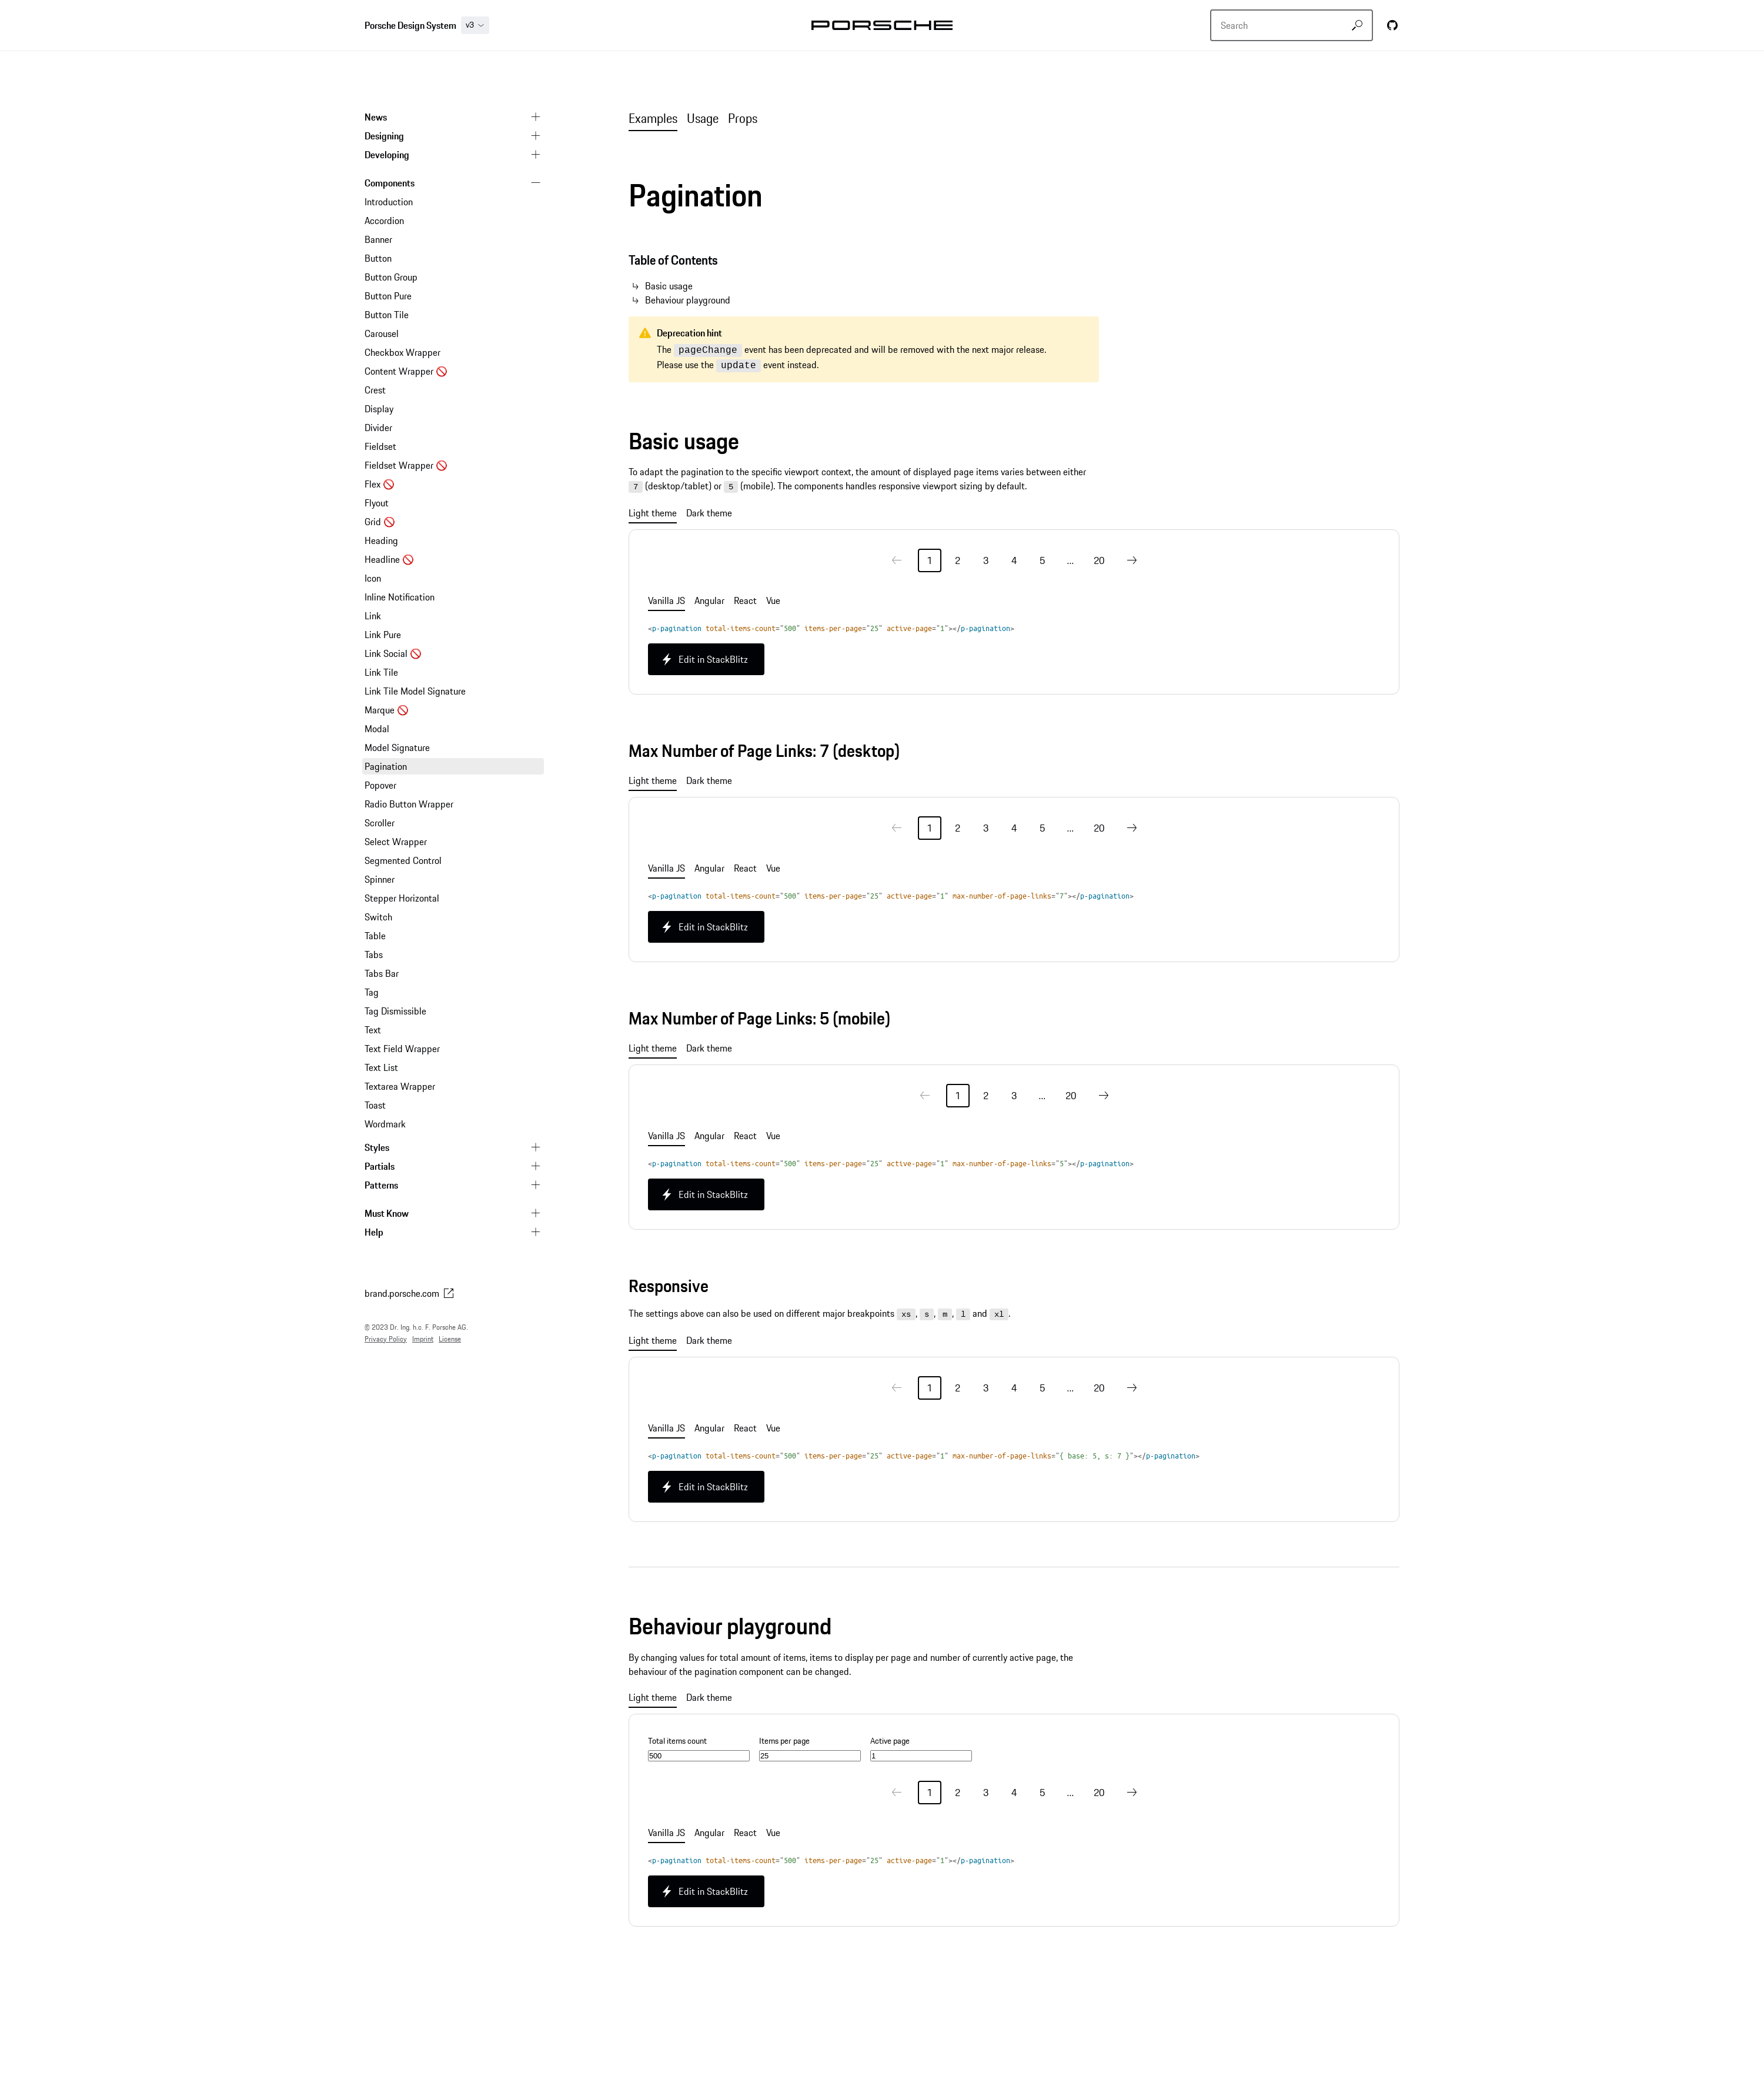 Porsche Design System v3
PORSCHE
Search
News
Designing
Developing
Components
Introduction
Accordion
Banner
Button
Button Group
Button Pure
Button Tile
Carousel
Checkbox Wrapper
Content Wrapper 🚫
Crest
Display
Divider
Fieldset
Fieldset Wrapper 🚫
Flex 🚫
Flyout
Grid 🚫
Heading
Headline 🚫
Icon
Inline Notification
Link
Link Pure
Link Social 🚫
Link Tile
Link Tile Model Signature
Marque 🚫
Modal
Model Signature
Pagination
Popover
Radio Button Wrapper
Scroller
Select Wrapper
Segmented Control
Spinner
Stepper Horizontal
Switch
Table
Tabs
Tabs Bar
Tag
Tag Dismissible
Text
Text Field Wrapper
Text List
Textarea Wrapper
Toast
Wordmark
Styles
Partials
Patterns
Must Know
Help
brand.porsche.com
© 2023 Dr. Ing. h.c. F. Porsche AG.
Privacy Policy Imprint License
Examples Usage Props
Pagination
Table of Contents
↳ Basic usage
↳ Behaviour playground
Deprecation hint
The pageChange event has been deprecated and will be removed with the next major release.
Please use the update event instead.
Basic usage
To adapt the pagination to the specific viewport context, the amount of displayed page items varies between either
7 (desktop/tablet) or 5 (mobile). The components handles responsive viewport sizing by default.
Light theme Dark theme
← 1 2 3 4 5 ... 20 →
Vanilla JS Angular React Vue
<p-pagination total-items-count="500" items-per-page="25" active-page="1"></p-pagination>
Edit in StackBlitz
Max Number of Page Links: 7 (desktop)
Light theme Dark theme
← 1 2 3 4 5 ... 20 →
Vanilla JS Angular React Vue
<p-pagination total-items-count="500" items-per-page="25" active-page="1" max-number-of-page-links="7"></p-pagination>
Edit in StackBlitz
Max Number of Page Links: 5 (mobile)
Light theme Dark theme
← 1 2 3 ... 20 →
Vanilla JS Angular React Vue
<p-pagination total-items-count="500" items-per-page="25" active-page="1" max-number-of-page-links="5"></p-pagination>
Edit in StackBlitz
Responsive
The settings above can also be used on different major breakpoints xs, s, m, l and xl.
Light theme Dark theme
← 1 2 3 4 5 ... 20 →
Vanilla JS Angular React Vue
<p-pagination total-items-count="500" items-per-page="25" active-page="1" max-number-of-page-links="{ base: 5, s: 7 }"></p-pagination>
Edit in StackBlitz
Behaviour playground
By changing values for total amount of items, items to display per page and number of currently active page, the
behaviour of the pagination component can be changed.
Light theme Dark theme
Total items count Items per page Active page
500 25 1
← 1 2 3 4 5 ... 20 →
Vanilla JS Angular React Vue
<p-pagination total-items-count="500" items-per-page="25" active-page="1"></p-pagination>
Edit in StackBlitz